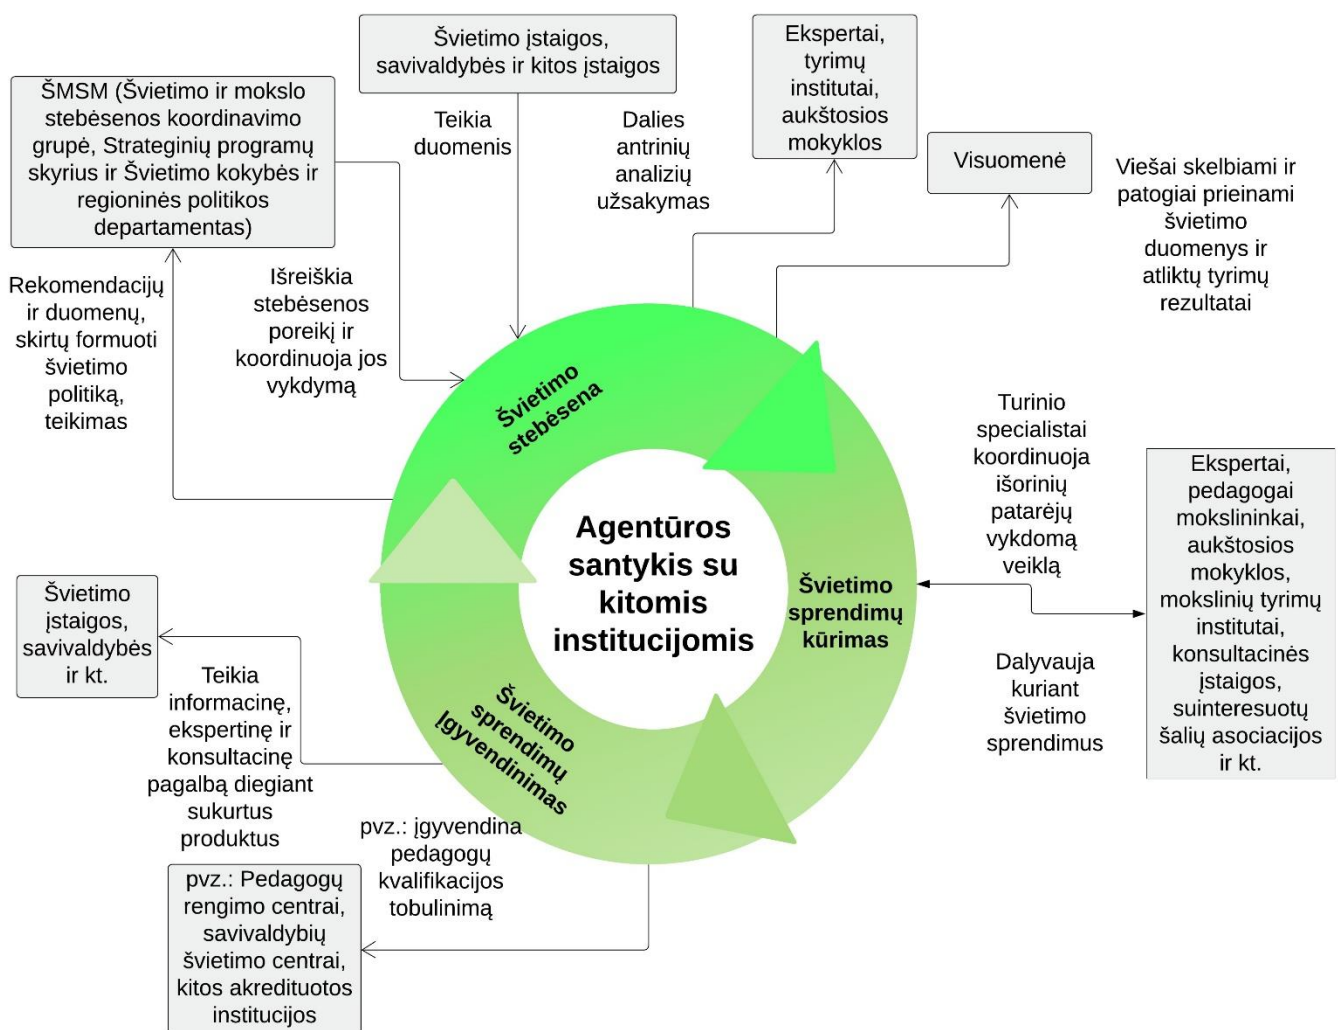 Švietimo įstaigos,
savivaldybės ir kitos įstaigos
Ekspertai,
tyrimų
institutai,
aukštosios
mokyklos
ŠMSM (Švietimo ir mokslo
stebėsenos koordinavimo
grupė, Strateginių programų
skyrius ir Švietimo kokybės ir
regioninės politikos
departamentas)
Teikia
duomenis
Dalies
antrinių
analizių
užsakymas
Visuomenė
Viešai skelbiami ir
patogiai prieinami
švietimo
duomenys ir
atliktų tyrimų
rezultatai
Rekomendacijų
ir duomenų,
skirtų formuoti
švietimo
politiką,
teikimas
Išreiškia
stebėsenos
poreikį ir
koordinuoja jos
vykdymą
Švietimo
stebėsena
Turinio
specialistai
koordinuoja
išorinių
patarėjų
vykdomą
veiklą
Ekspertai,
pedagogai
mokslininkai,
aukštosios
mokyklos,
mokslinių tyrimų
institutai,
konsultacinės
įstaigos,
suinteresuotų
šalių asociacijos
ir kt.
Agentūros
santykis su
kitomis
institucijomis
Švietimo
sprendimų
kūrimas
Dalyvauja
kuriant
švietimo
sprendimus
Švietimo
įstaigos,
savivaldybės
ir kt.
Teikia
informacinę,
ekspertinę ir
konsultacinę
pagalbą diegiant
sukurtus
produktus
Švietimo
sprendimų
Įgyvendinimas
pvz.: įgyvendina
pedagogų
kvalifikacijos
tobulinimą
pvz.: Pedagogų
rengimo centrai,
savivaldybių
švietimo centrai,
kitos akredituotos
institucijos